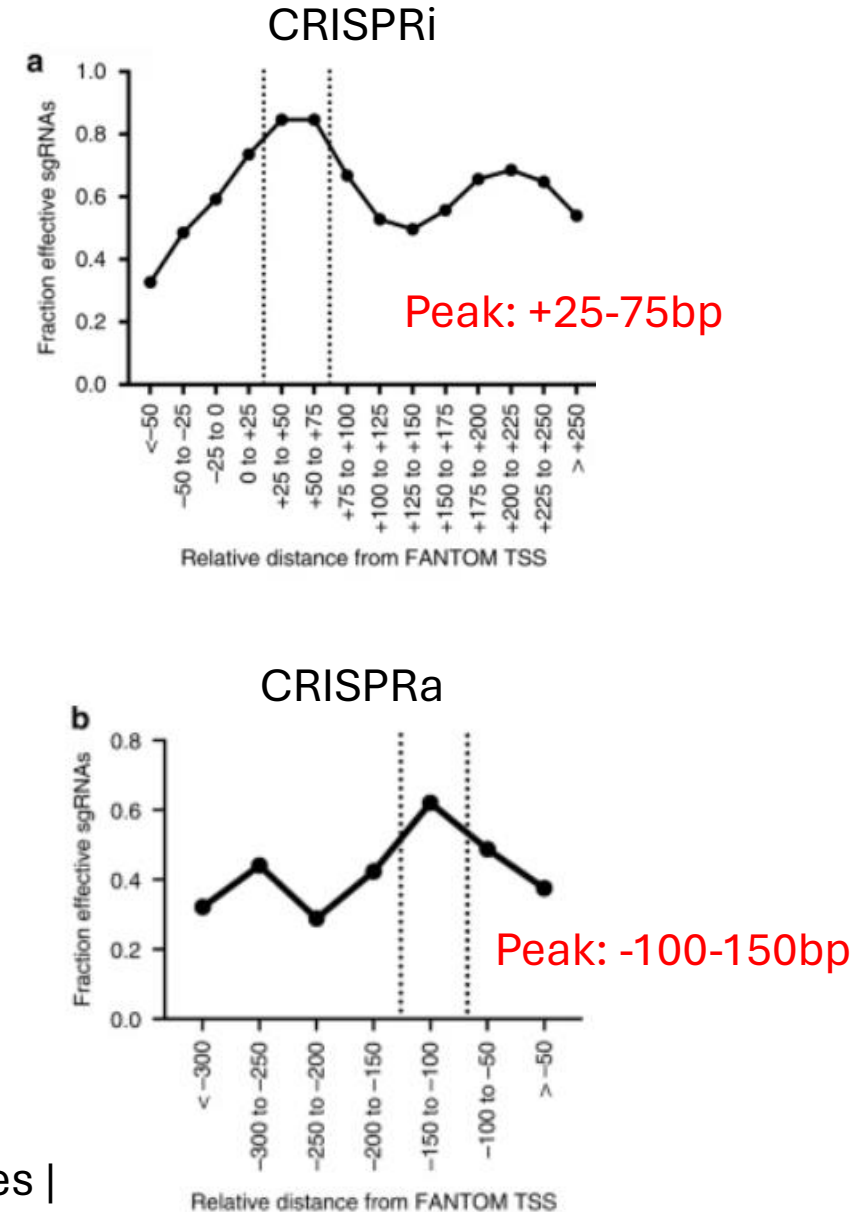 CRISPRi
a
Fraction effective sgRNAs
1.0
0.8
0.6
0.4
0.2
0.0
Peak: +25-75bp
<–50
–50 to –25
–25 to 0
0 to +25
+25 to +50
+50 to +75
+75 to +100
+100 to +125
+125 to +150
+150 to +175
+175 to +200
+200 to +225
+225 to +250
> +250
Relative distance from FANTOM TSS
CRISPRa
b
Fraction effective sgRNAs
0.8
0.6
0.4
0.2
0.0
Peak: -100-150bp
< –300
–300 to –250
–250 to –200
–200 to –150
–150 to –100
–100 to –50
> –50
es |
Relative distance from FANTOM TSS